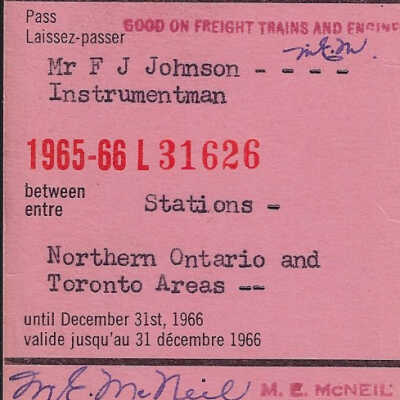 Pass
Laissez-passer
GOOD ON FREIGHT TRAINS AND ENGINE
M.E.M.
Mr F J Johnson - - - -
Instrumentman
1965-66 L 31626
between
entre
Stations -
Northern Ontario and
Toronto Areas --
until December 31st, 1966
valide jusqu'au 31 décembre 1966
M.E. McNeil
M. E. McNEIL